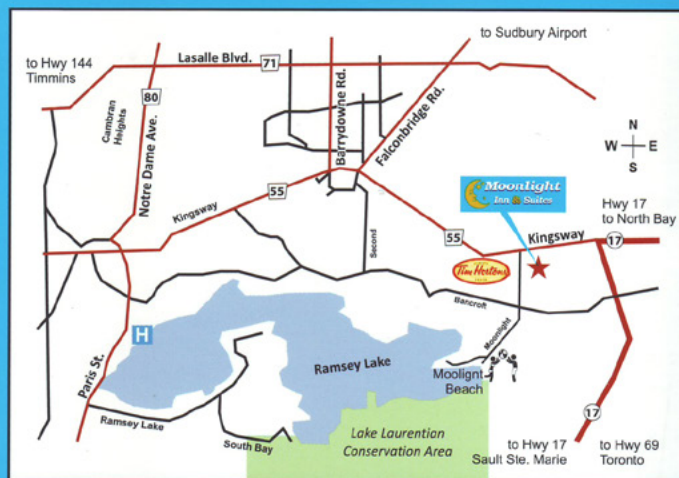 to Sudbury Airport
to Hwy 144
Timmins
Lasalle Blvd.
71
80
Cambran
Heights
Notre Dame Ave.
Barrydowne Rd.
Falconbridge Rd.
N
W E
S
Moonlight
Inn & Suites
Hwy 17
to North Bay
55
Kingsway
Second
55
Kingsway
17
Tim Hortons
Bancroft
Moonlight
H
Paris St.
Ramsey Lake
Moolignt
Beach
Ramsey Lake
South Bay
Lake Laurention
Conservation Area
17
to Hwy 17
Sault Ste. Marie
to Hwy 69
Toronto